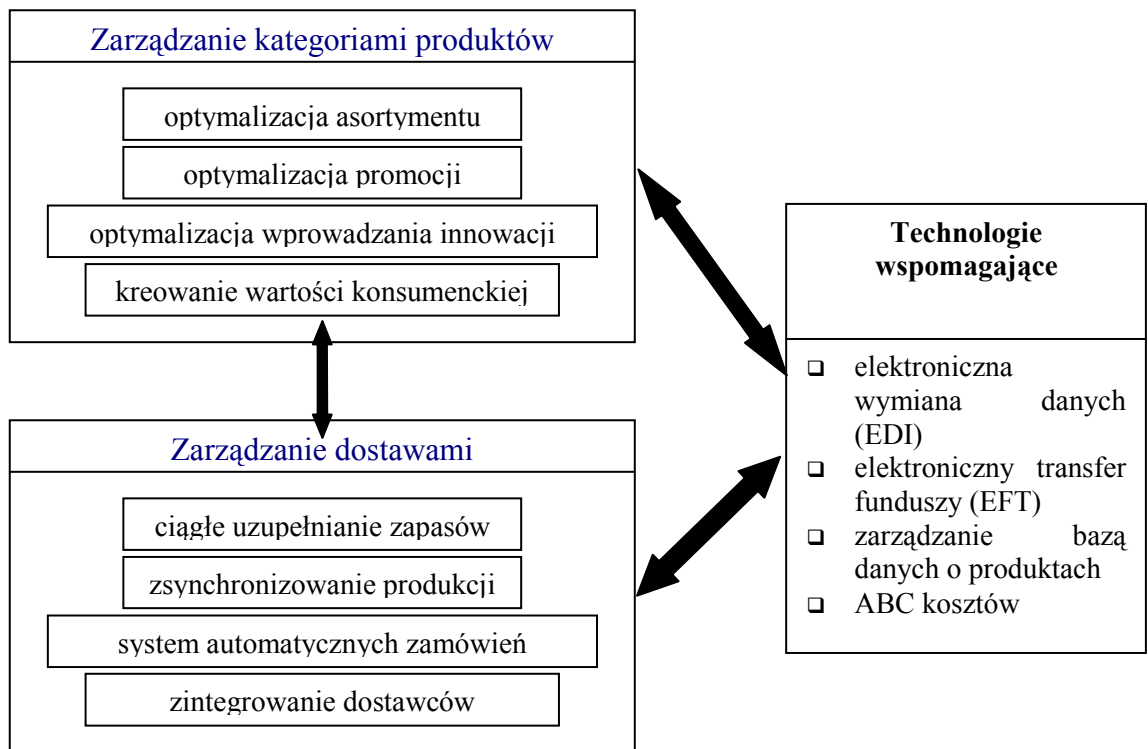 Zarządzanie kategoriami produktów
optymalizacja asortymentu
optymalizacja promocji
optymalizacja wprowadzania innowacji
kreowanie wartości konsumenckiej
Zarządzanie dostawami
ciągłe uzupełnianie zapasów
zsynchronizowanie produkcji
system automatycznych zamówień
zintegrowanie dostawców
Technologie
wspomagające
❑ elektroniczna
wymiana danych
(EDI)
❑ elektroniczny transfer
funduszy (EFT)
❑ zarządzanie bazą
danych o produktach
❑ ABC kosztów